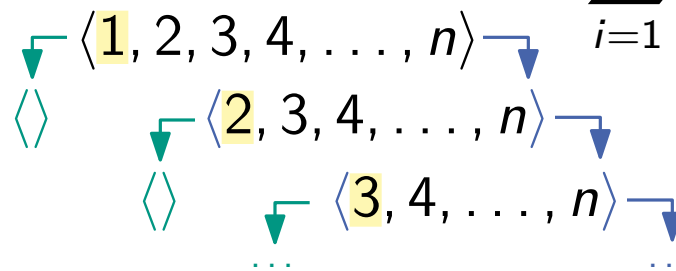 ⟨1, 2, 3, 4, . . . , n⟩
i=1
⟨⟩ ⟨2, 3, 4, . . . , n⟩
⟨⟩ ⟨3, 4, . . . , n⟩
. . . . .